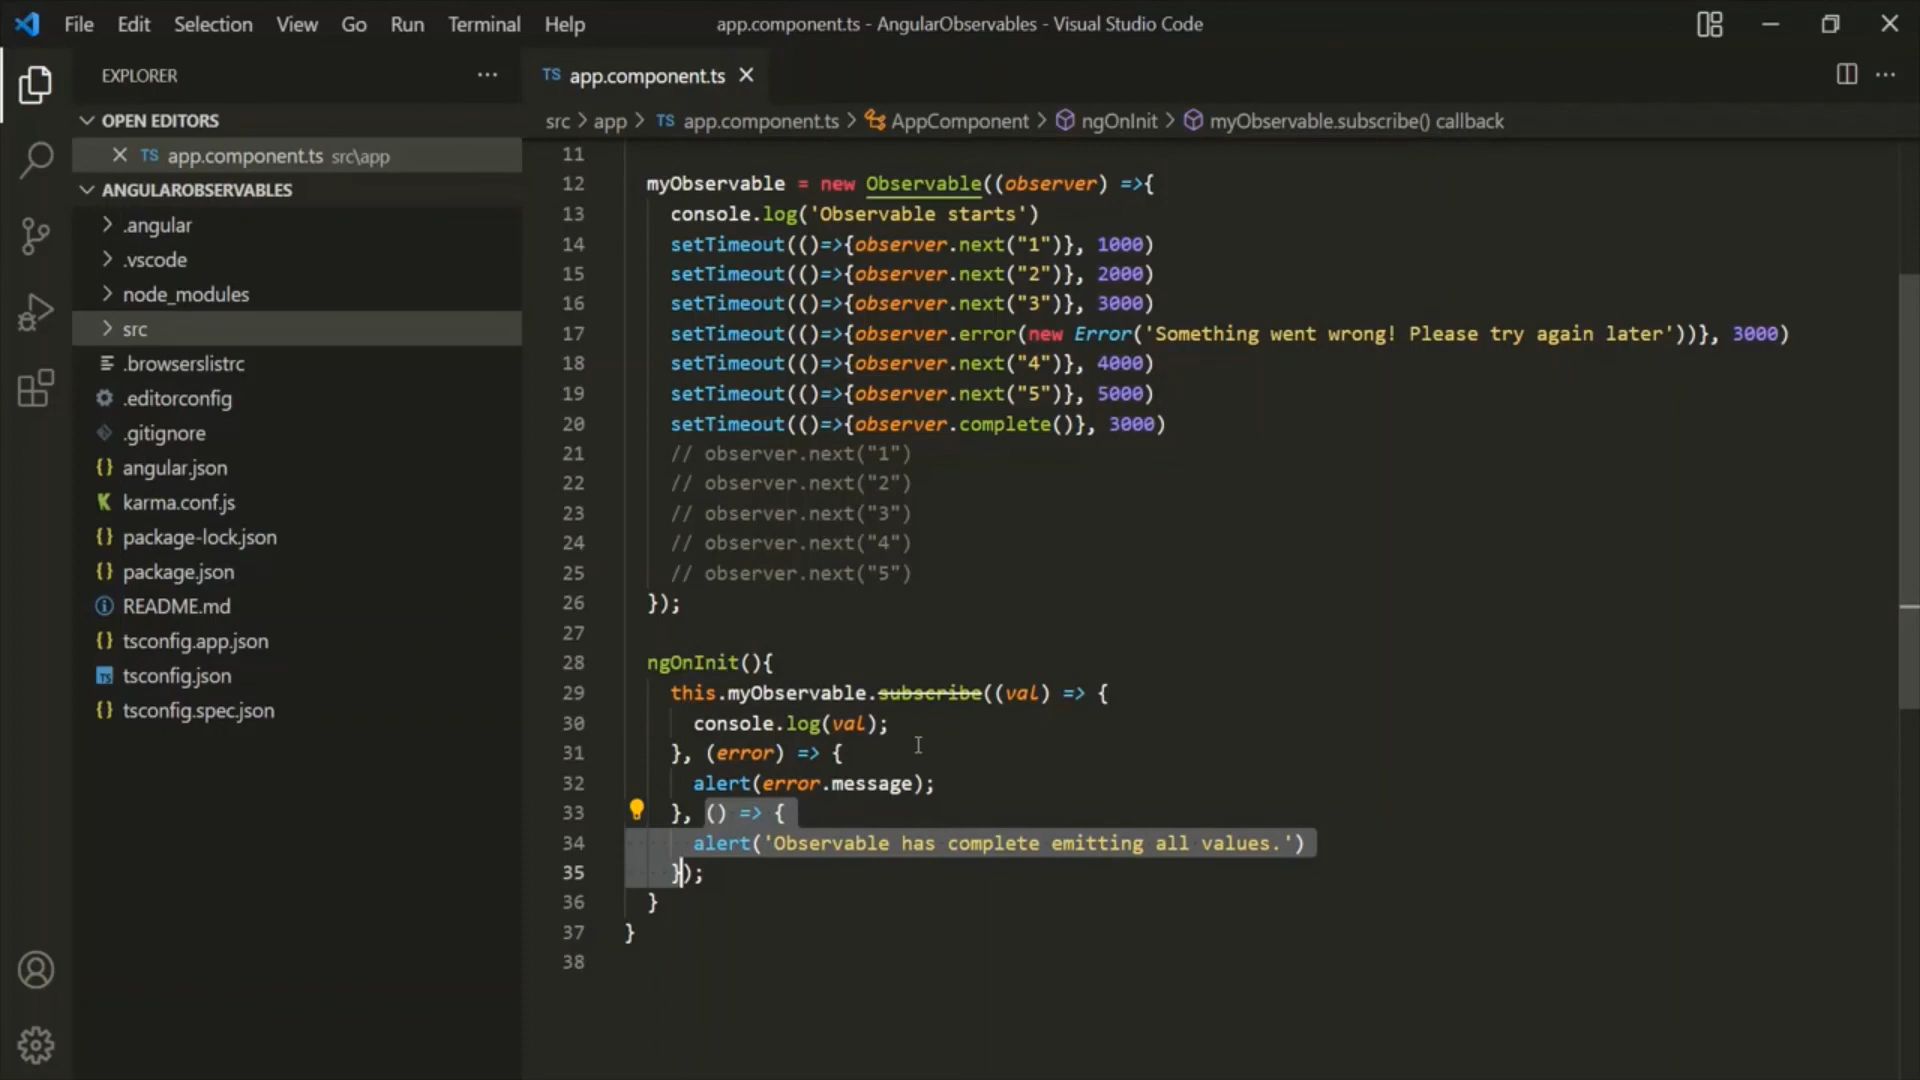 File Edit Selection View Go Run Terminal Help app.component.ts - AngularObservables - Visual Studio Code
EXPLORER
OPEN EDITORS
TS app.component.ts src\app
ANGULAROBSERVABLES
.angular
.vscode
node_modules
src
.browserslistrc
.editorconfig
.gitignore
{} angular.json
K karma.conf.js
{} package-lock.json
{} package.json
README.md
{} tsconfig.app.json
TS tsconfig.json
{} tsconfig.spec.json
TS app.component.ts
src > app > TS app.component.ts > AppComponent > ngOnInit > myObservable.subscribe() callback
11
12 myObservable = new Observable((observer) =>{
13 console.log('Observable starts')
14 setTimeout(()=>{observer.next("1")}, 1000)
15 setTimeout(()=>{observer.next("2")}, 2000)
16 setTimeout(()=>{observer.next("3")}, 3000)
17 setTimeout(()=>{observer.error(new Error('Something went wrong! Please try again later'))}, 3000)
18 setTimeout(()=>{observer.next("4")}, 4000)
19 setTimeout(()=>{observer.next("5")}, 5000)
20 setTimeout(()=>{observer.complete()}, 3000)
21 // observer.next("1")
22 // observer.next("2")
23 // observer.next("3")
24 // observer.next("4")
25 // observer.next("5")
26 });
27
28 ngOnInit(){
29 this.myObservable.subscribe((val) => {
30 console.log(val);
31 }, (error) => {
32 alert(error.message);
33 }, () => {
34 alert('Observable has complete emitting all values.')
35 });
36 }
37 }
38